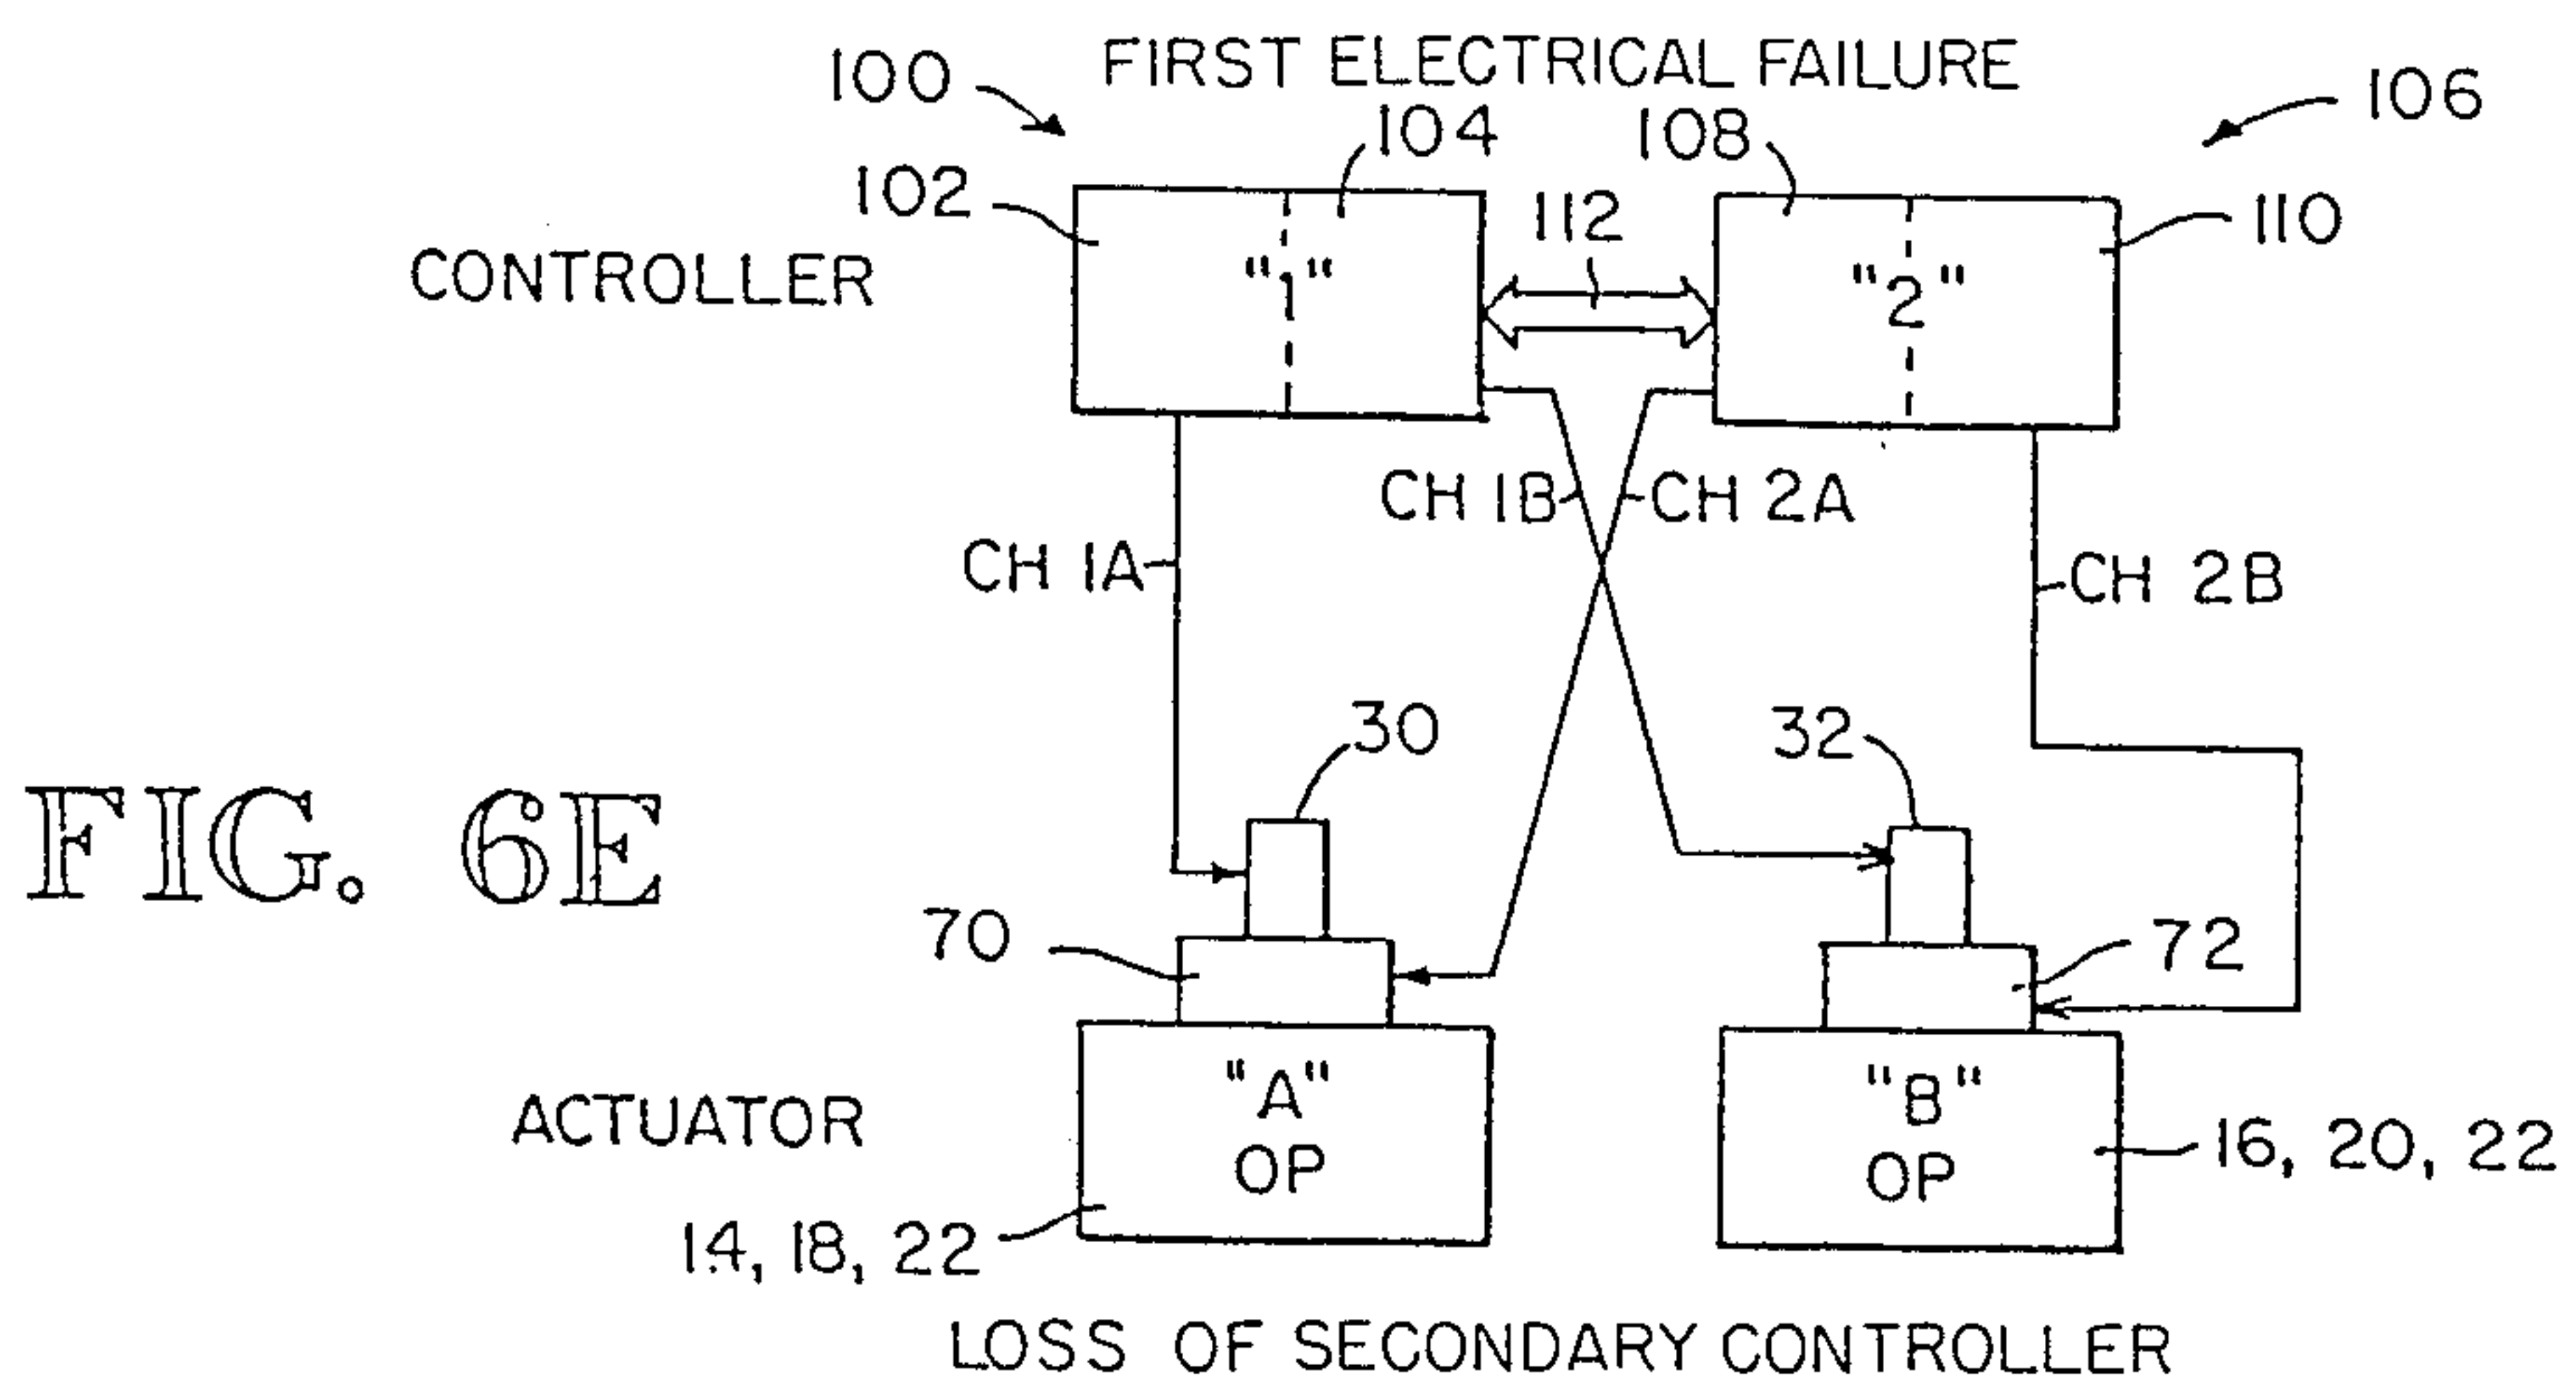 FIRST ELECTRICAL FAILURE
100
106
104
108
102
112
110
CONTROLLER
"1"
"2"
CH 1B
CH 2A
CH 1A
CH 2B
30
32
FIG. 6E
70
72
"A"
OP
"B"
OP
ACTUATOR
16, 20, 22
14, 18, 22
LOSS OF SECONDARY CONTROLLER